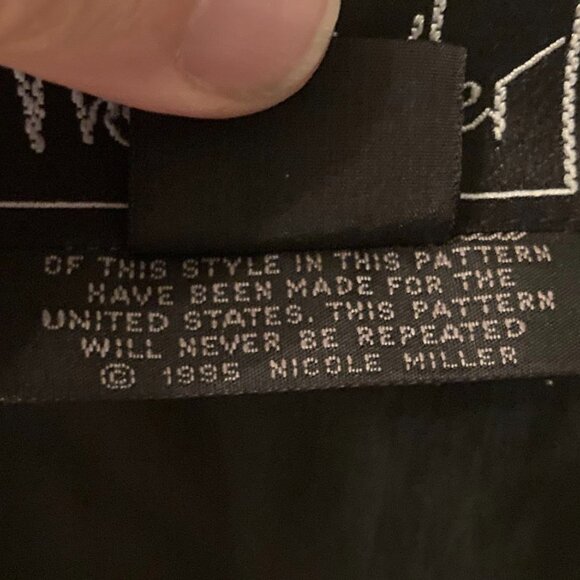 OF THIS STYLE IN THIS PATTERN
HAVE BEEN MADE FOR THE
UNITED STATES. THIS PATTERN
WILL NEVER BE REPEATED
© 1995 NICOLE MILLER